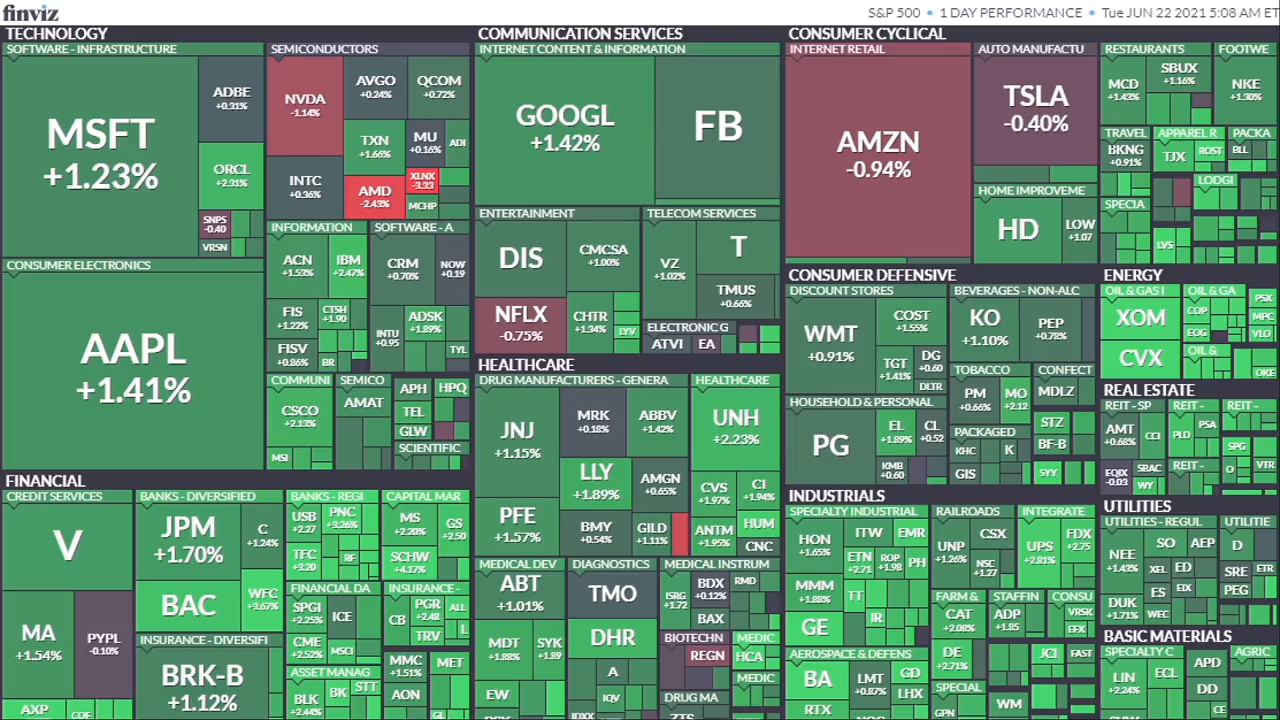 finviz
S&P 500 • 1 DAY PERFORMANCE • Tue JUN 22 2021 5:08 AM ET
TECHNOLOGY
SOFTWARE - INFRASTRUCTURE
MSFT
+1.23%
ADBE
+0.31%
ORCL
+2.31%
SNPS
-0.40
VRSN
CONSUMER ELECTRONICS
AAPL
+1.41%
SEMICONDUCTORS
NVDA
-1.14%
AVGO
+0.24%
QCOM
+0.72%
TXN
+1.66%
MU
+0.16%
ADI
INTC
+0.36%
AMD
-2.43%
XLNX
-3.33
MCHP
INFORMATION
ACN
+1.53%
IBM
+2.47%
FIS
+1.22%
CTSH
+1.90
FISV
+0.86%
BR
SOFTWARE - A
CRM
+0.70%
NOW
+0.19
INTU
+0.95
ADSK
+1.89%
TYL
COMMUNI
CSCO
+2.13%
MSI
SEMICO
AMAT
APH
HPQ
TEL
GLW
SCIENTIFIC
COMMUNICATION SERVICES
INTERNET CONTENT & INFORMATION
GOOGL
+1.42%
FB
ENTERTAINMENT
DIS
CMCSA
+1.00%
NFLX
-0.75%
CHTR
+1.34%
LYV
TELECOM SERVICES
VZ
+1.02%
T
TMUS
+0.66%
ELECTRONIC G
ATVI
EA
CONSUMER CYCLICAL
INTERNET RETAIL
AMZN
-0.94%
AUTO MANUFACTU
TSLA
-0.40%
HOME IMPROVEME
HD
LOW
+1.07
RESTAURANTS
MCD
+1.43%
SBUX
+1.16%
FOOTWE
NKE
+1.30%
TRAVEL
BKNG
+0.91%
APPAREL R
TJX
ROST
PACKA
BLL
SPECIA
LODGI
LVS
FINANCIAL
CREDIT SERVICES
V
MA
+1.54%
PYPL
-0.10%
AXP
COF
BANKS - DIVERSIFIED
JPM
+1.70%
C
+1.24%
BAC
WFC
+3.67%
INSURANCE - DIVERSIFI
BRK-B
+1.12%
BANKS - REGI
USB
+2.27
PNC
+3.26%
TFC
+2.20
RF
CAPITAL MAR
MS
+2.20%
GS
+2.50
SCHW
+4.17%
FINANCIAL DA
SPGI
+2.25%
ICE
CME
+2.52%
MSCI
INSURANCE -
CB
PGR
+2.48
ALL
TRV
L
ASSET MANAG
BLK
+2.44%
BK
STT
MMC
+1.51%
MET
AON
HEALTHCARE
DRUG MANUFACTURERS - GENERA
JNJ
+1.15%
MRK
+0.18%
ABBV
+1.42%
LLY
+1.89%
AMGN
+0.65%
PFE
+1.57%
BMY
+0.54%
GILD
+1.11%
HEALTHCARE
UNH
+2.23%
CVS
+1.97%
CI
+1.94%
ANTM
+1.95%
HUM
CNC
MEDICAL DEV
ABT
+1.01%
MDT
+1.88%
SYK
+1.89
EW
DIAGNOSTICS
TMO
DHR
A
IQV
IDXX
MEDICAL INSTRUM
ISRG
+1.72
BDX
+0.12%
RMD
BAX
BIOTECHN
REGN
MEDIC
HCA
MEDIC
DRUG MA
ZTS
CONSUMER DEFENSIVE
DISCOUNT STORES
WMT
+0.91%
COST
+1.55%
TGT
+1.41%
DG
+0.60
DLTR
BEVERAGES - NON-ALC
KO
+1.10%
PEP
+0.78%
HOUSEHOLD & PERSONAL
PG
EL
+1.89%
CL
+0.52
KMB
+0.60
TOBACCO
PM
+0.66%
MO
+2.12
CONFECT
MDLZ
STZ
BF-B
PACKAGED
KHC
K
GIS
SYY
ENERGY
OIL & GAS I
XOM
CVX
OIL & GA
COP
EOG
PSX
MPC
VLO
OIL &
OKE
REAL ESTATE
REIT - SP
AMT
+0.68%
CCI
EQIX
-0.03
SBAC
WY
REIT -
PLD
PSA
REIT -
SPG
REIT -
O
VTR
INDUSTRIALS
SPECIALTY INDUSTRIAL
HON
+1.65%
ITW
EMR
ETN
+2.71
ROP
+1.98
PH
MMM
+1.88%
TT
IR
GE
RAILROADS
UNP
+1.26%
CSX
NSC
+1.27
INTEGRATE
UPS
+2.81%
FDX
+2.75
FARM &
CAT
+2.08%
DE
+2.71%
STAFFIN
ADP
+1.85
CONSU
VRSK
EFX
AEROSPACE & DEFENS
BA
LMT
+0.87%
GD
LHX
RTX
NOC
JCI
FAST
SPECIAL
GPN
WM
UTILITIES
UTILITIES - REGUL
NEE
+1.43%
SO
AEP
XEL
ED
ES
EIX
DUK
+1.71%
WEC
UTILITIE
D
SRE
ETR
PEG
BASIC MATERIALS
SPECIALTY C
LIN
+2.24%
ECL
APD
DD
AGRIC
CE